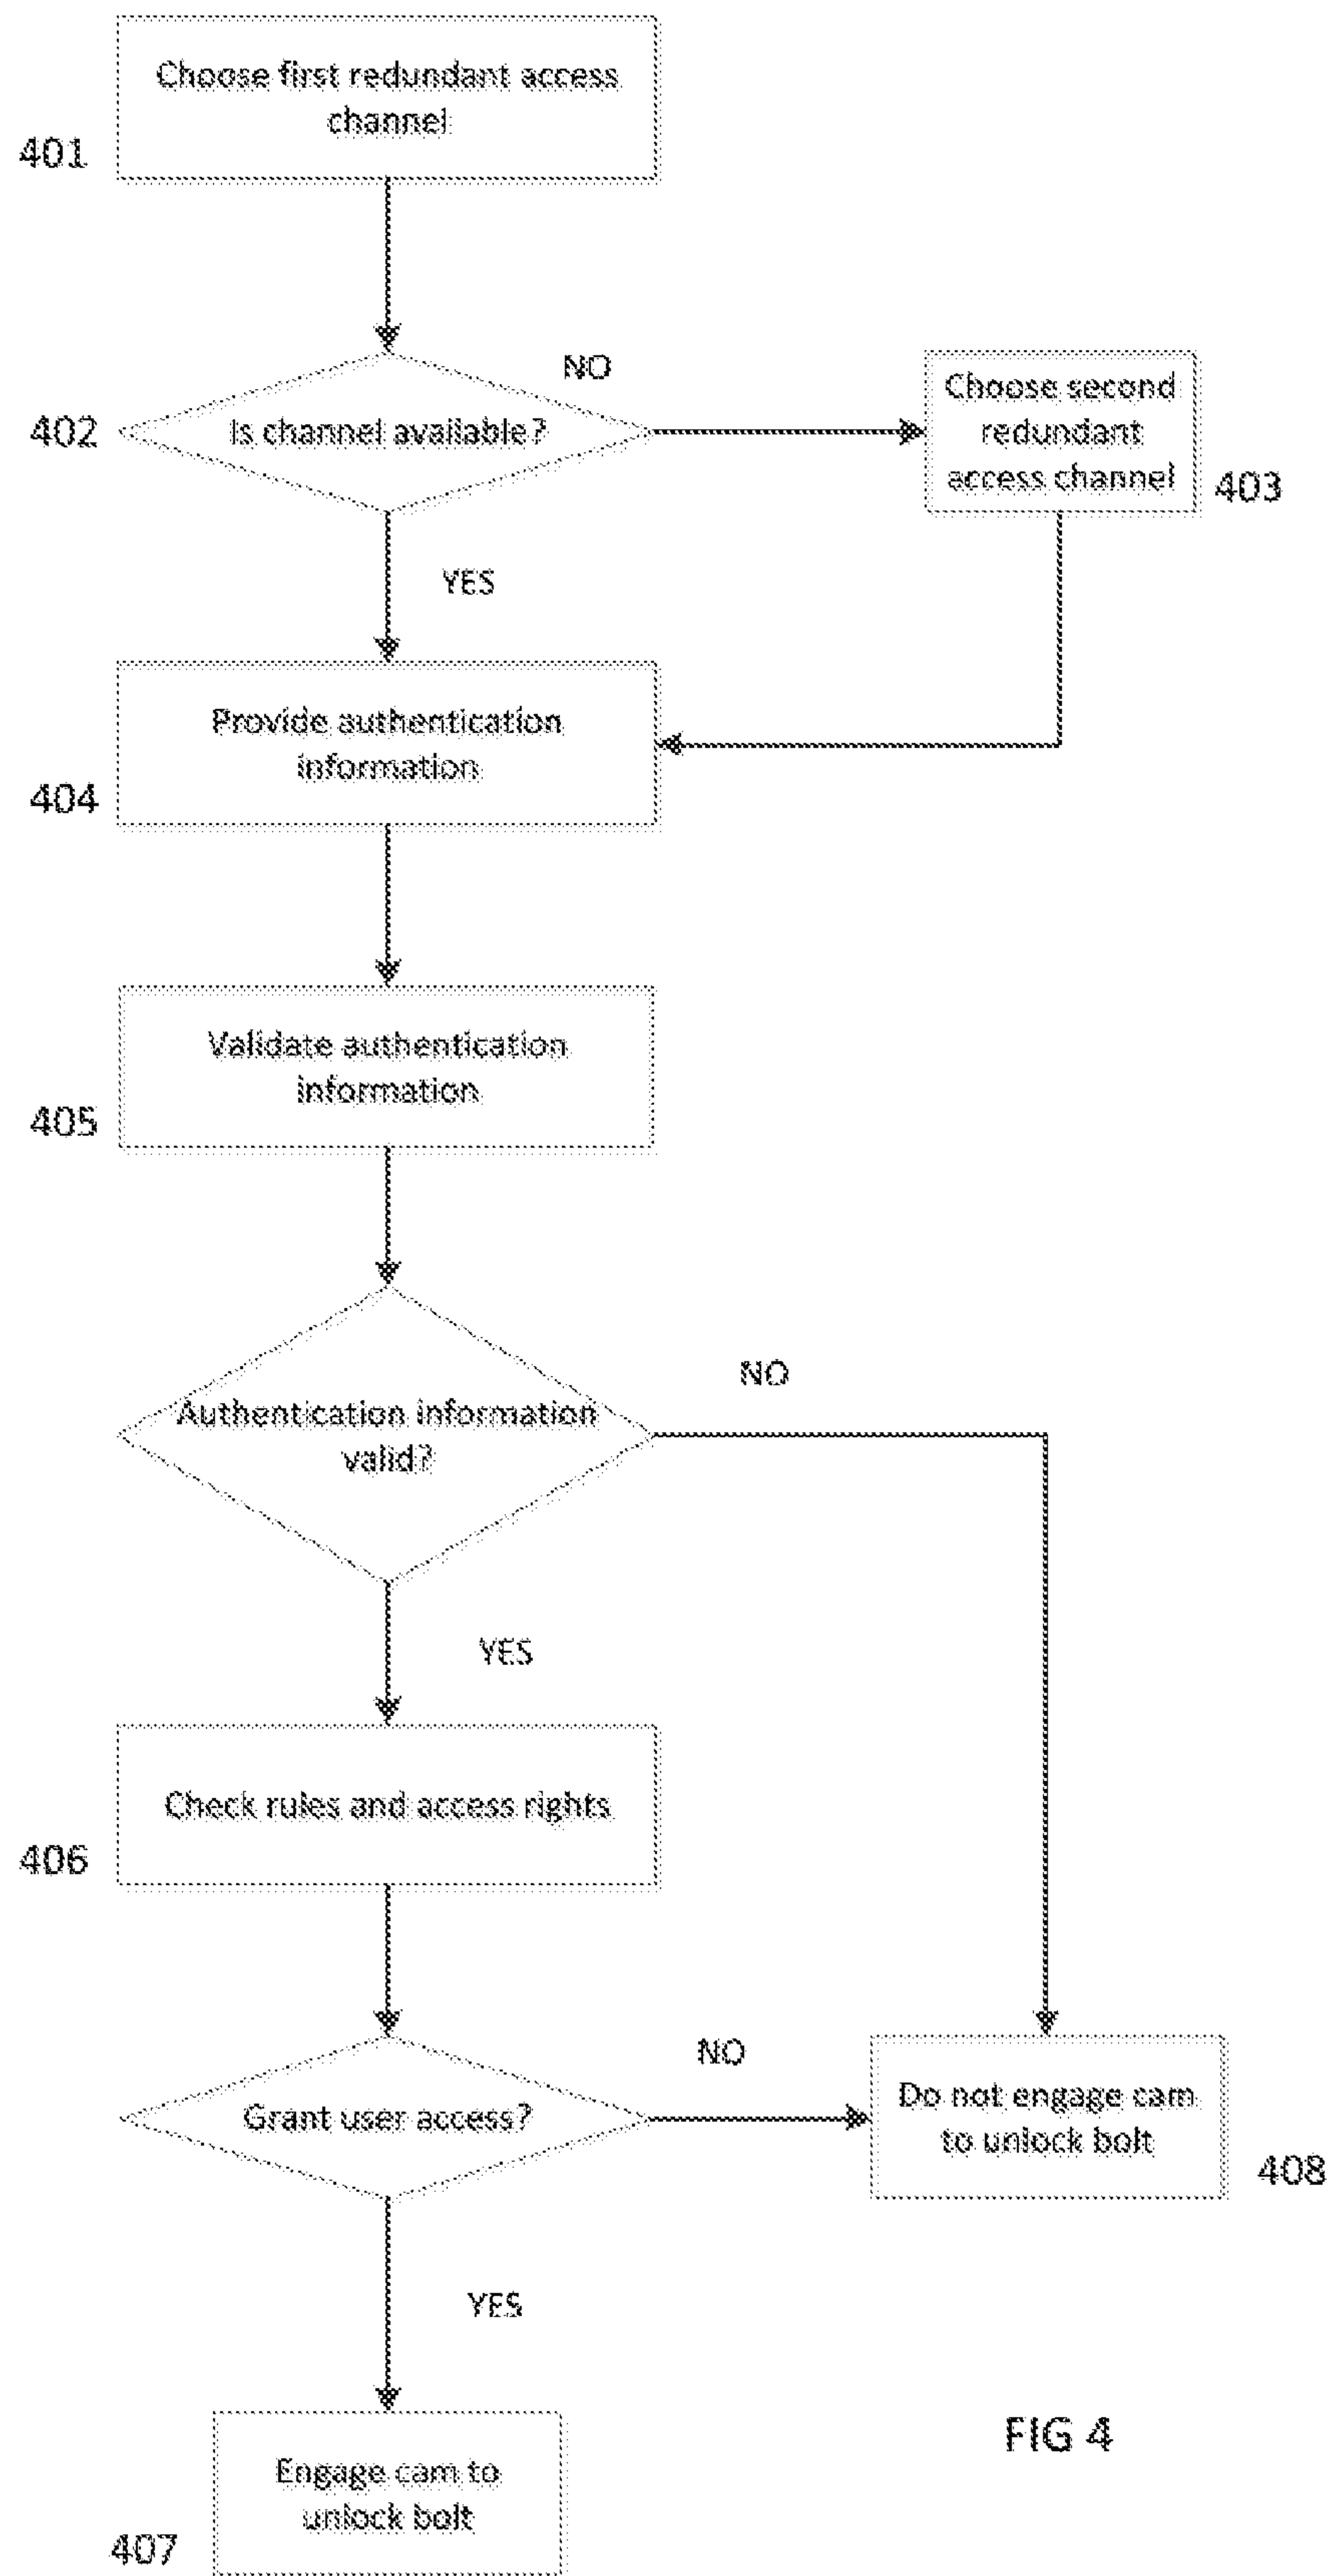 Choose first redundant access
channel
401
NO
402
Is channel available?
Choose second
redundant
access channel
403
YES
Provide authentication
information
404
Validate authentication
information
405
NO
Authentication information
valid?
YES
Check rules and access rights
406
NO
Grant user access?
Do not engage cam
to unlock bolt
408
YES
FIG 4
Engage cam to
unlock bolt
407